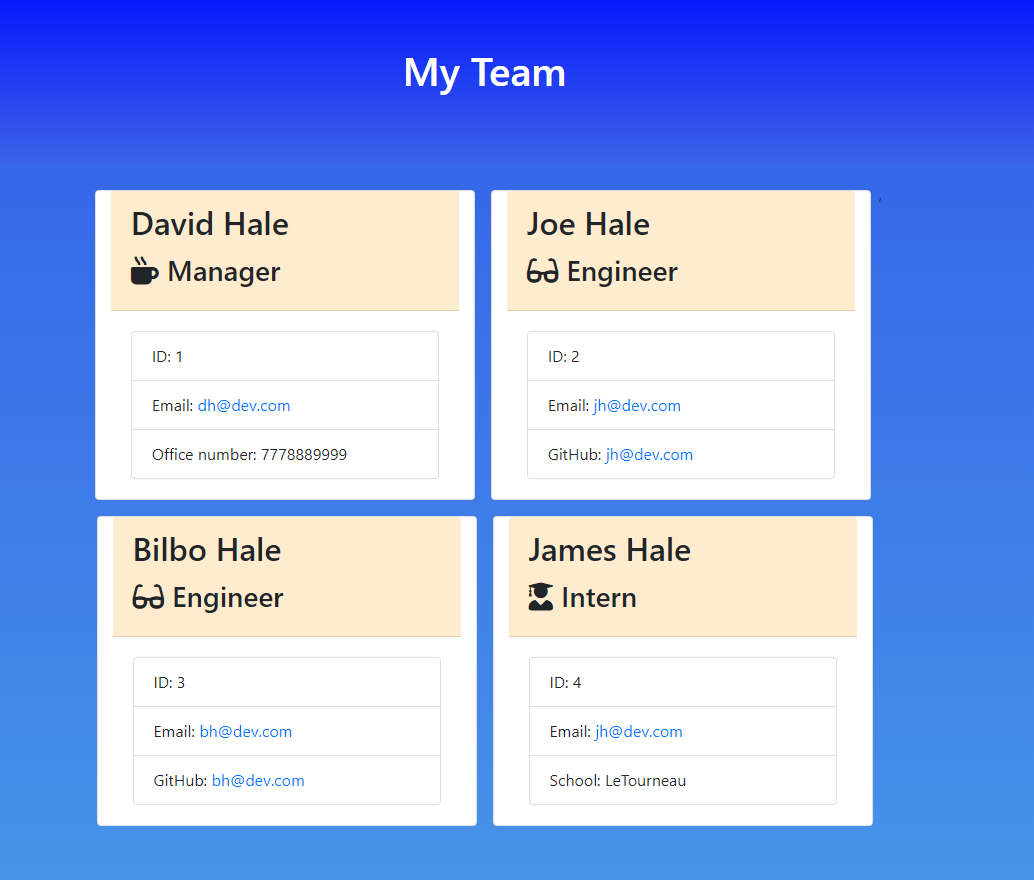 My Team
David Hale
Manager
ID: 1
Email: dh@dev.com
Office number: 7778889999
Joe Hale
Engineer
ID: 2
Email: jh@dev.com
GitHub: jh@dev.com
,
Bilbo Hale
Engineer
ID: 3
Email: bh@dev.com
GitHub: bh@dev.com
James Hale
Intern
ID: 4
Email: jh@dev.com
School: LeTourneau